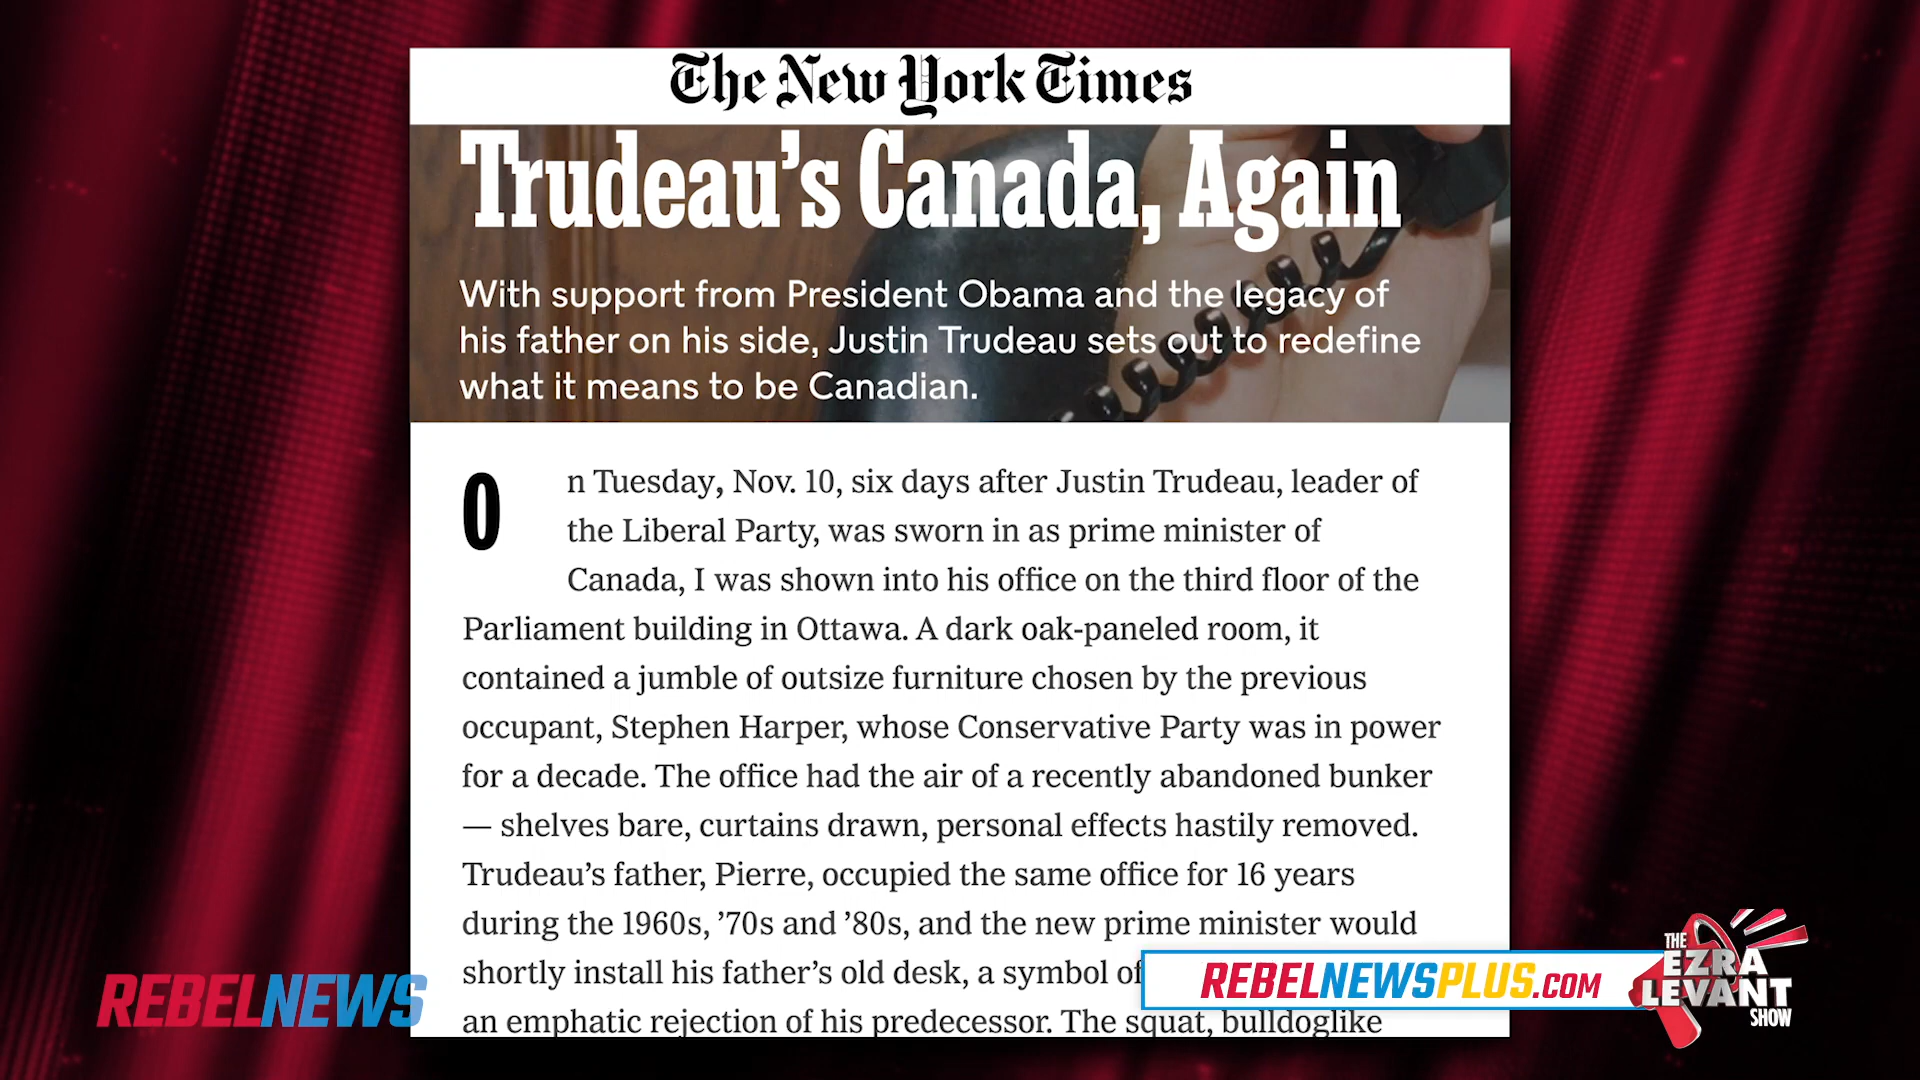 The New York Times
Trudeau's Canada, Again
With support from President Obama and the legacy of
his father on his side, Justin Trudeau sets out to redefine
what it means to be Canadian.
On Tuesday, Nov. 10, six days after Justin Trudeau, leader of
the Liberal Party, was sworn in as prime minister of
Canada, I was shown into his office on the third floor of the
Parliament building in Ottawa. A dark oak-paneled room, it
contained a jumble of outsize furniture chosen by the previous
occupant, Stephen Harper, whose Conservative Party was in power
for a decade. The office had the air of a recently abandoned bunker
— shelves bare, curtains drawn, personal effects hastily removed.
Trudeau's father, Pierre, occupied the same office for 16 years
during the 1960s, '70s and '80s, and the new prime minister would
shortly install his father's old desk, a symbol of
an emphatic rejection of his predecessor. The squat, bulldoglike
REBELNEWS
REBELNEWSPLUS.COM
THE
EZRA
LEVANT
SHOW